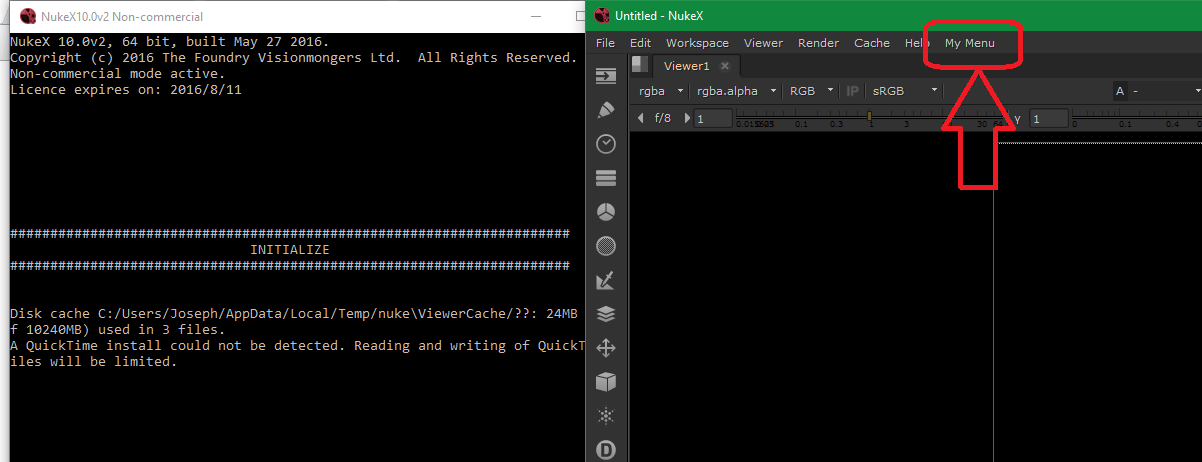 NukeX10.0v2 Non-commercial
NukeX 10.0v2, 64 bit, built May 27 2016.
Copyright (c) 2016 The Foundry Visionmongers Ltd.  All Rights Reserved.
Non-commercial mode active.
Licence expires on: 2016/8/11
######################################################################
INITIALIZE
######################################################################
Disk cache C:/Users/Joseph/AppData/Local/Temp/nuke\ViewerCache/??: 24MB
f 10240MB) used in 3 files.
A QuickTime install could not be detected. Reading and writing of QuickT
iles will be limited.
Untitled - NukeX
File Edit Workspace Viewer Render Cache Help My Menu
Viewer1
rgba rgba.alpha RGB IP sRGB A -
f/8 1 0.1 0.3 1 3 30 Y 1 0 0.1 0.4
D